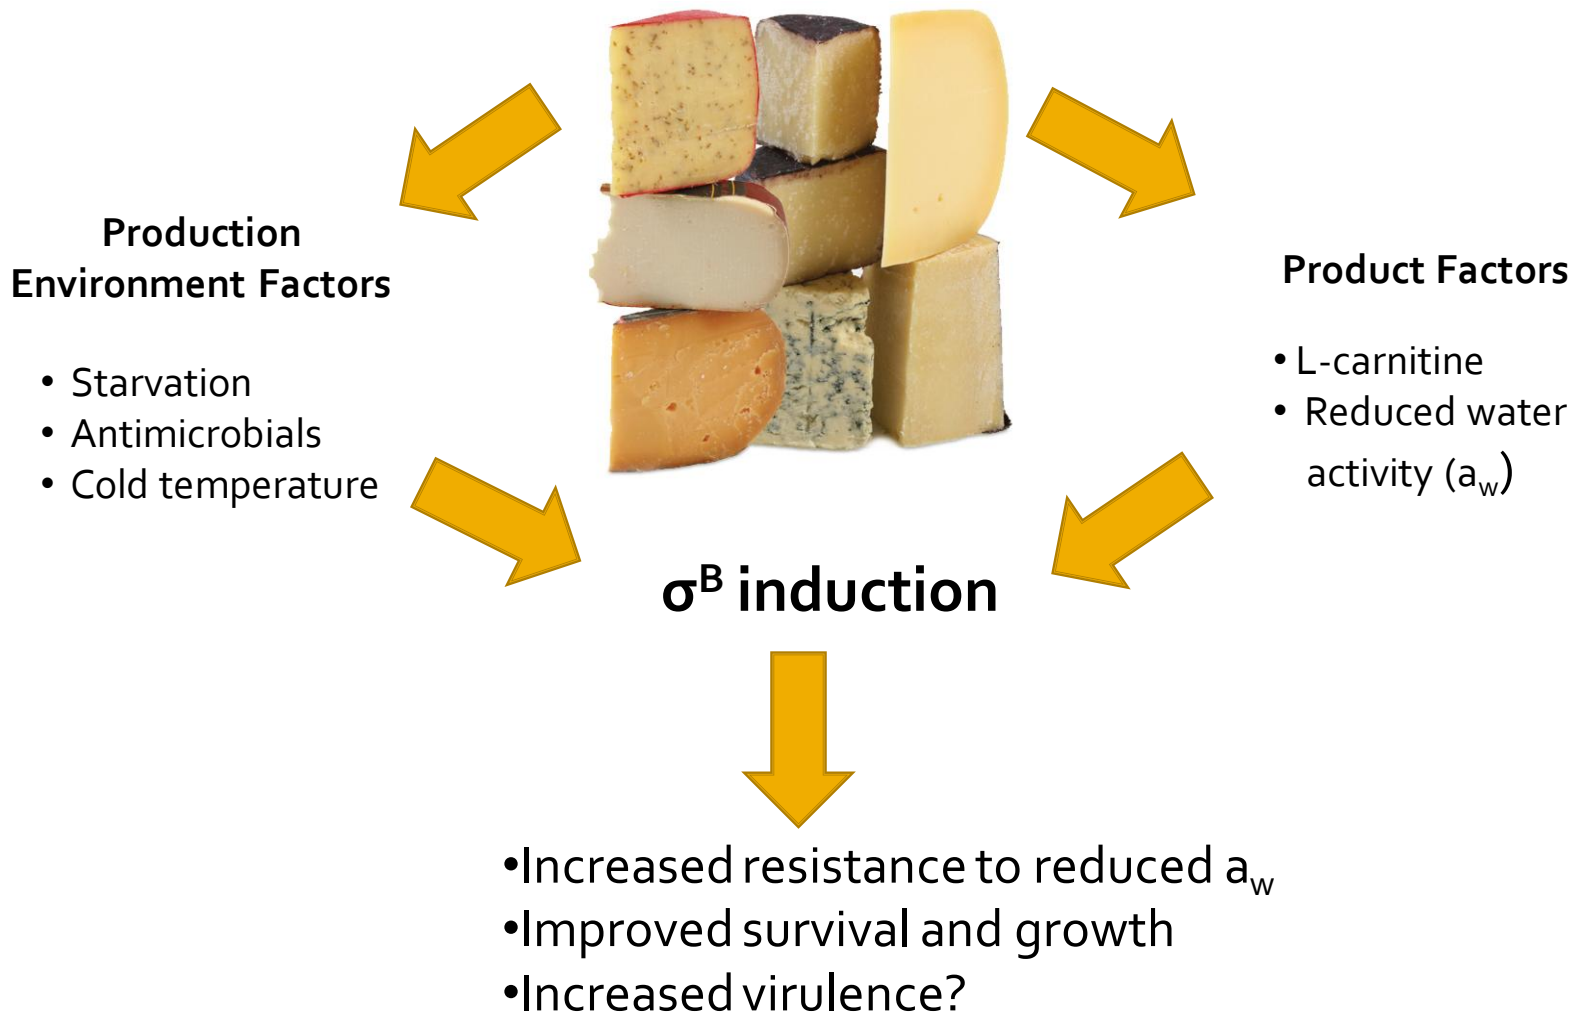 Production
Environment Factors
• Starvation
• Antimicrobials
• Cold temperature
Product Factors
• L-carnitine
• Reduced water
activity (aw)
σB induction
•Increased resistance to reduced aw
•Improved survival and growth
•Increased virulence?